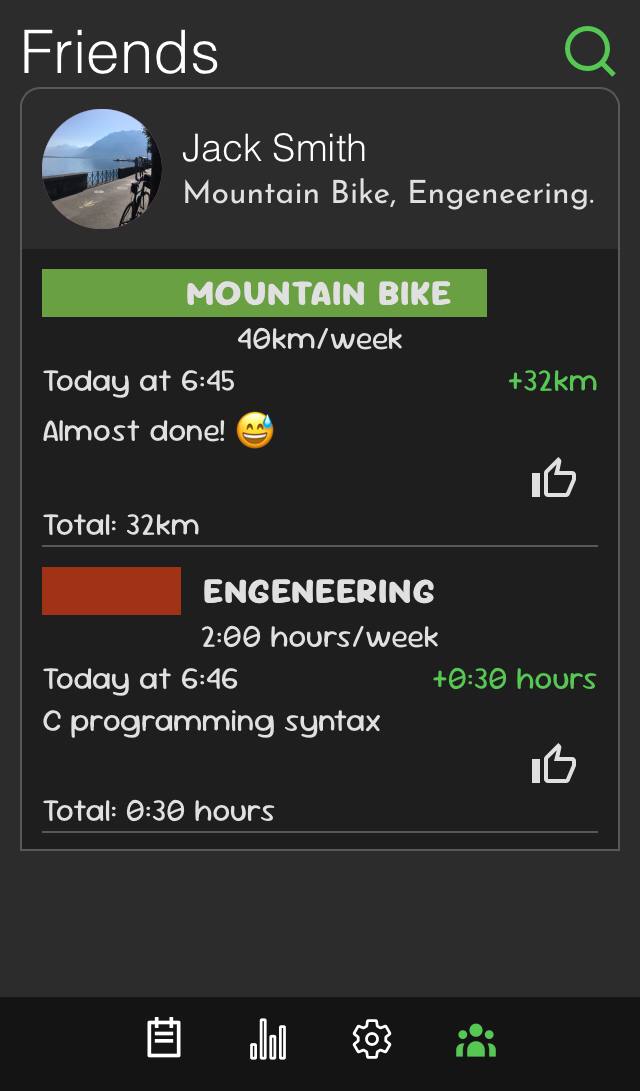 Friends
Jack Smith
Mountain Bike, Engeneering.
MOUNTAIN BIKE
40km/week
Today at 6:45 +32km
Almost done! 😅
Total: 32km
ENGENEERING
2:00 hours/week
Today at 6:46 +0:30 hours
C programming syntax
Total: 0:30 hours